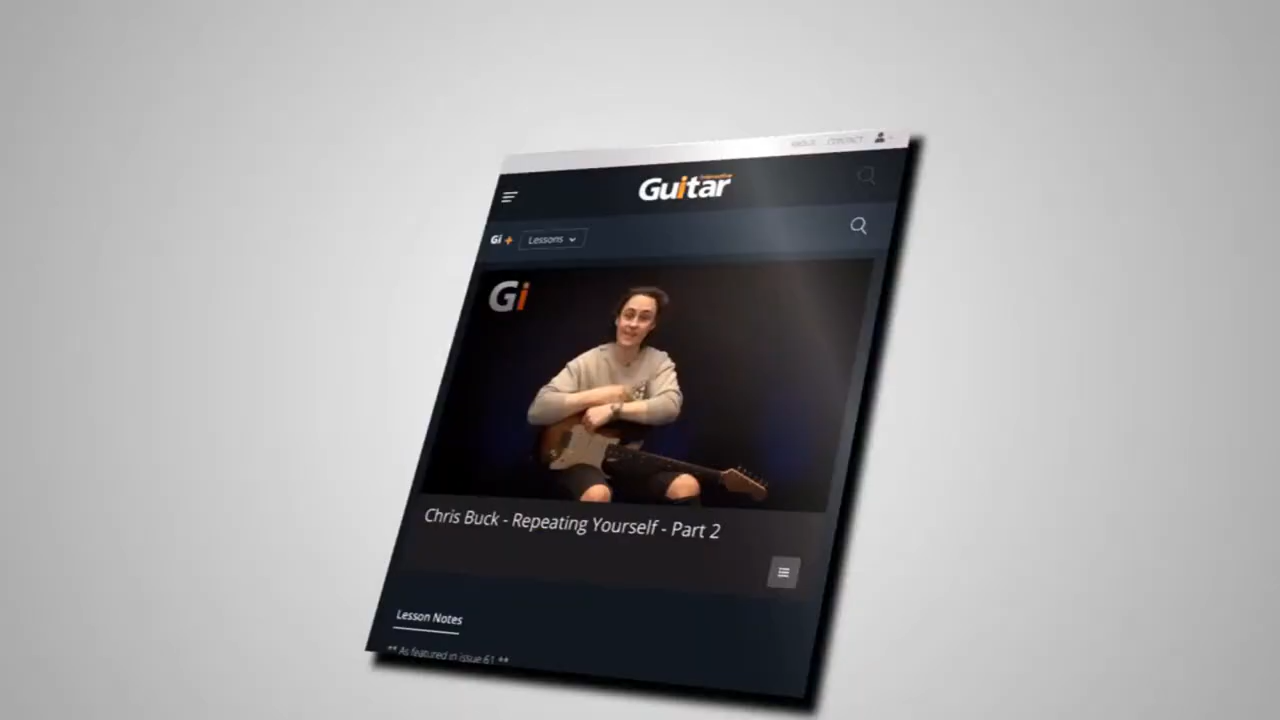 ABOUT CONTACT
Guitar
interactive
Gi + Lessons
Gi
Chris Buck - Repeating Yourself - Part 2
Lesson Notes
** As featured in issue 61 **